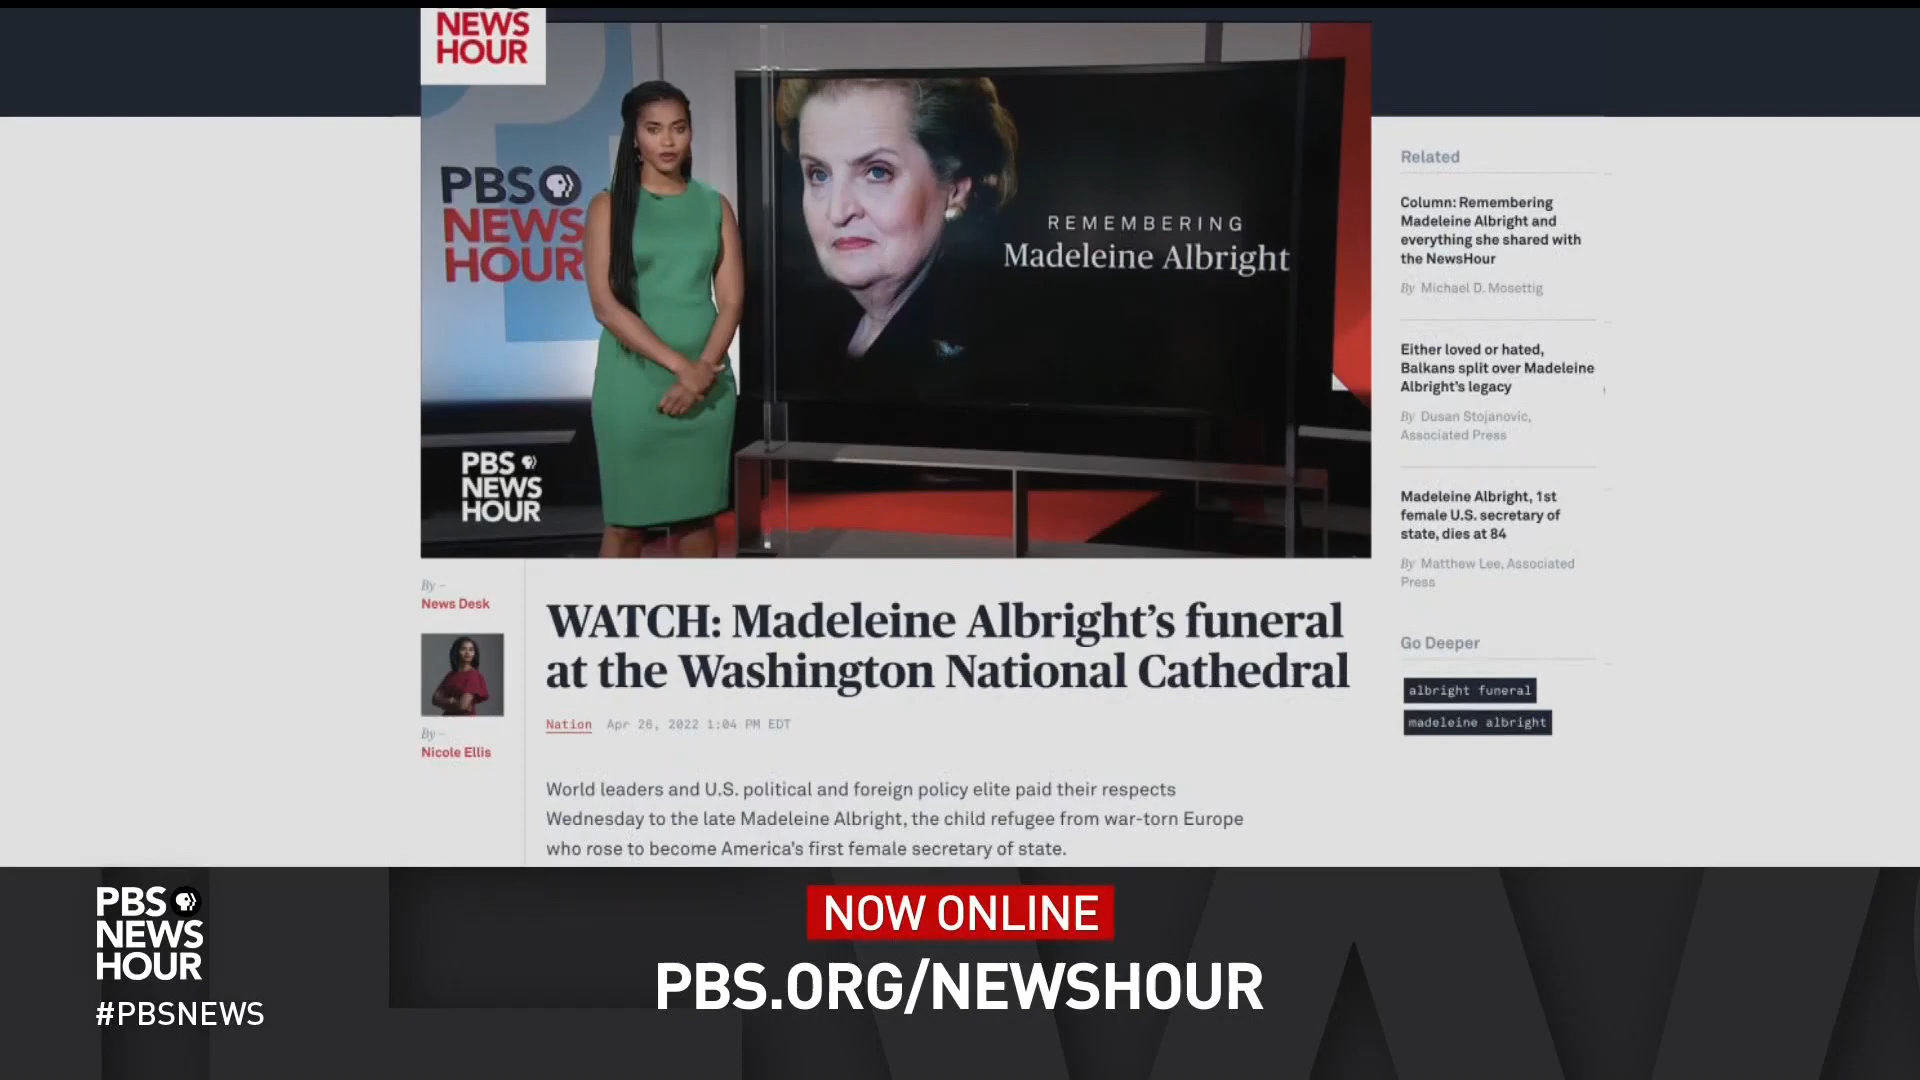 NEWS
HOUR
PBS
NEWS
HOUR
REMEMBERING
Madeleine Albright
PBS
NEWS
HOUR
By –
News Desk
By –
Nicole Ellis
WATCH: Madeleine Albright’s funeral
at the Washington National Cathedral
Nation Apr 26, 2022 1:04 PM EDT
World leaders and U.S. political and foreign policy elite paid their respects
Wednesday to the late Madeleine Albright, the child refugee from war-torn Europe
who rose to become America's first female secretary of state.
Related
Column: Remembering
Madeleine Albright and
everything she shared with
the NewsHour
By Michael D. Mosettig
Either loved or hated,
Balkans split over Madeleine
Albright’s legacy
By Dusan Stojanovic,
Associated Press
Madeleine Albright, 1st
female U.S. secretary of
state, dies at 84
By Matthew Lee, Associated
Press
Go Deeper
albright funeral
madeleine albright
PBS
NEWS
HOUR
#PBSNEWS
NOW ONLINE
PBS.ORG/NEWSHOUR